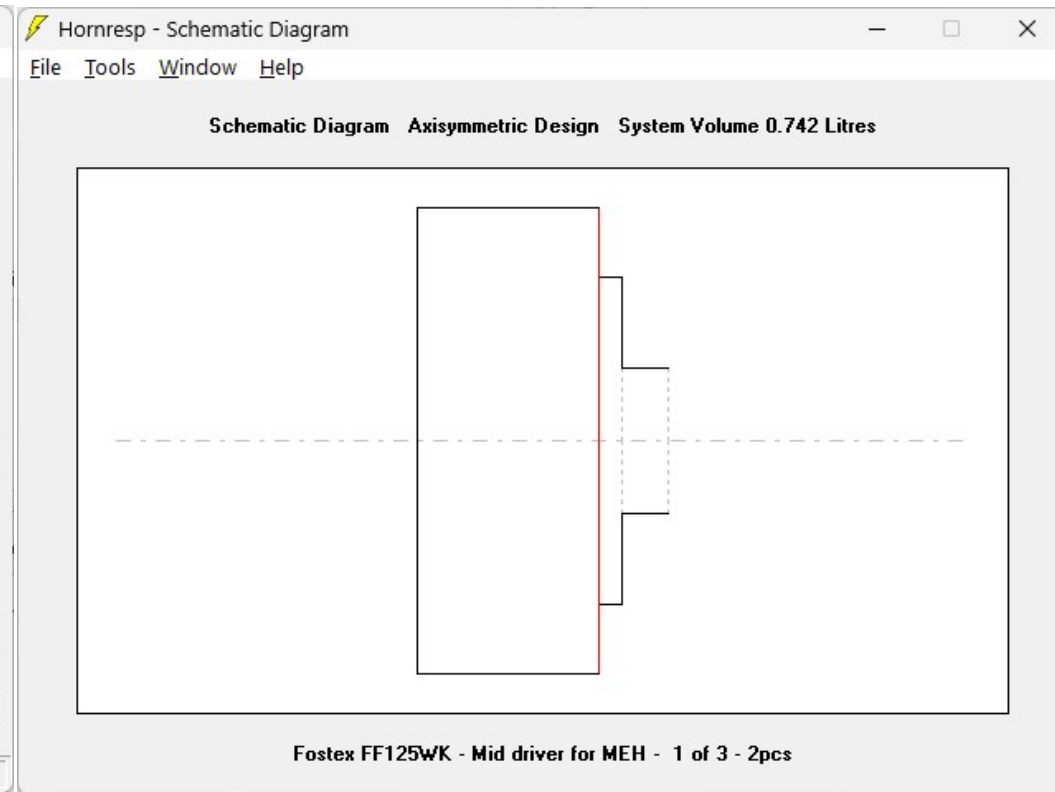 Hornresp - Schematic Diagram
File Tools Window Help
Schematic Diagram Axisymmetric Design System Volume 0.742 Litres
Fostex FF125WK - Mid driver for MEH - 1 of 3 - 2pcs